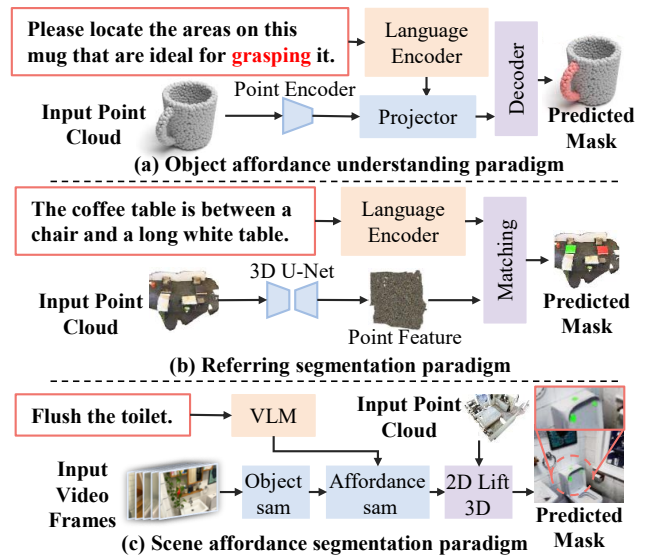 Please locate the areas on this
mug that are ideal for grasping it.
Language
Encoder
Decoder
Point Encoder
Input Point
Cloud
Projector
Predicted
Mask
(a) Object affordance understanding paradigm
The coffee table is between a
chair and a long white table.
Language
Encoder
Matching
3D U-Net
Input Point
Cloud
Point Feature
Predicted
Mask
(b) Referring segmentation paradigm
Flush the toilet.
VLM
Input Point
Cloud
Input
Video
Frames
Object
sam
Affordance
sam
2D Lift
3D
Predicted
Mask
(c) Scene affordance segmentation paradigm